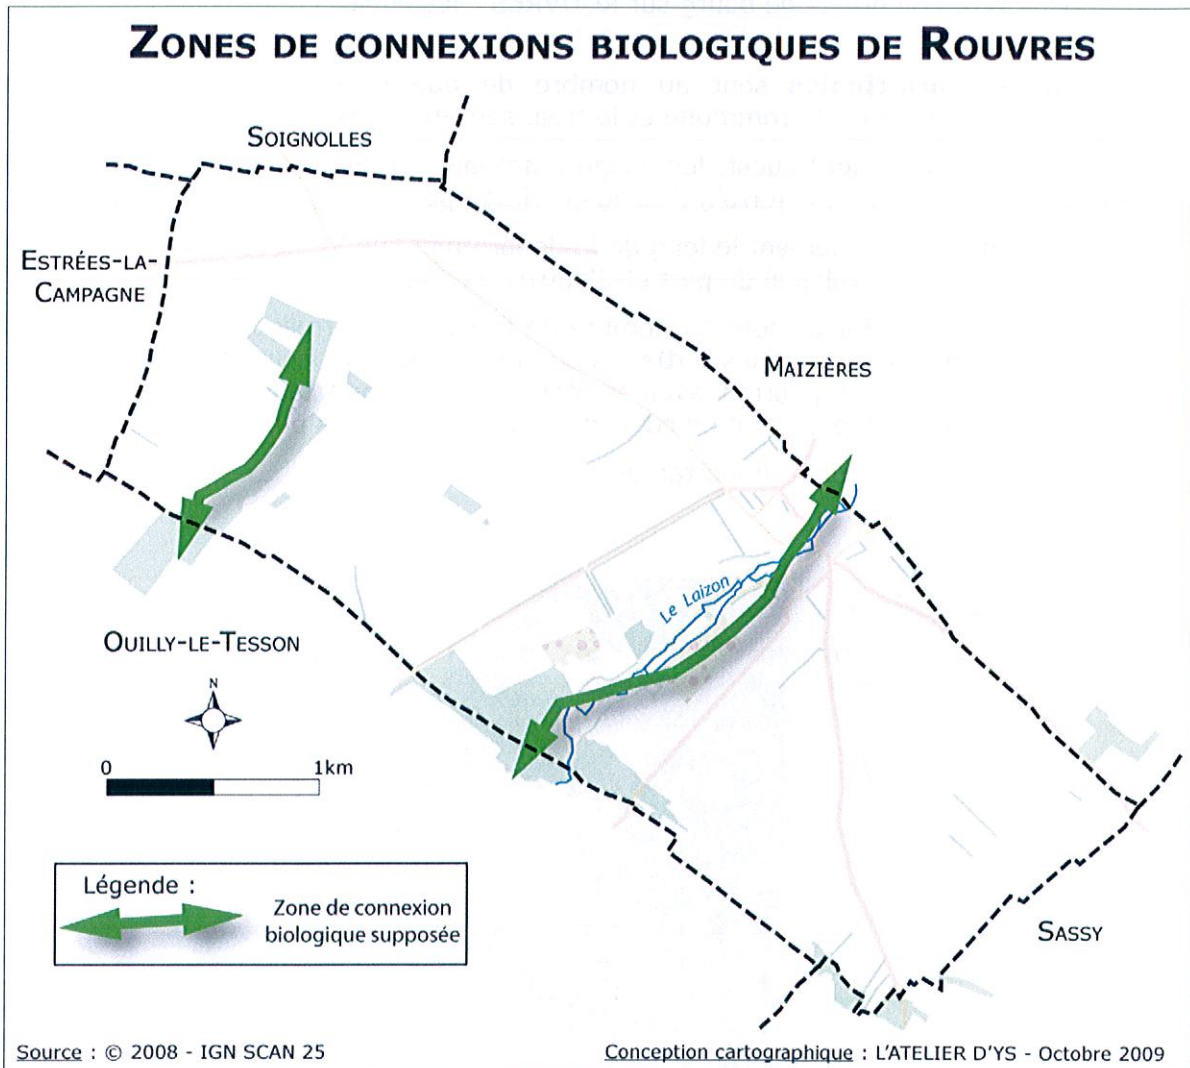 ZONES DE CONNEXIONS BIOLOGIQUES DE ROUVRES
SOIGNOLLES
ESTRÉES-LA-
CAMPAGNE
MAIZIÈRES
Le Laizon
OUILLY-LE-TESSON
N
0 1km
Légende :
Zone de connexion
biologique supposée
SASSY
Source : © 2008 - IGN SCAN 25
Conception cartographique : L'ATELIER D'YS - Octobre 2009